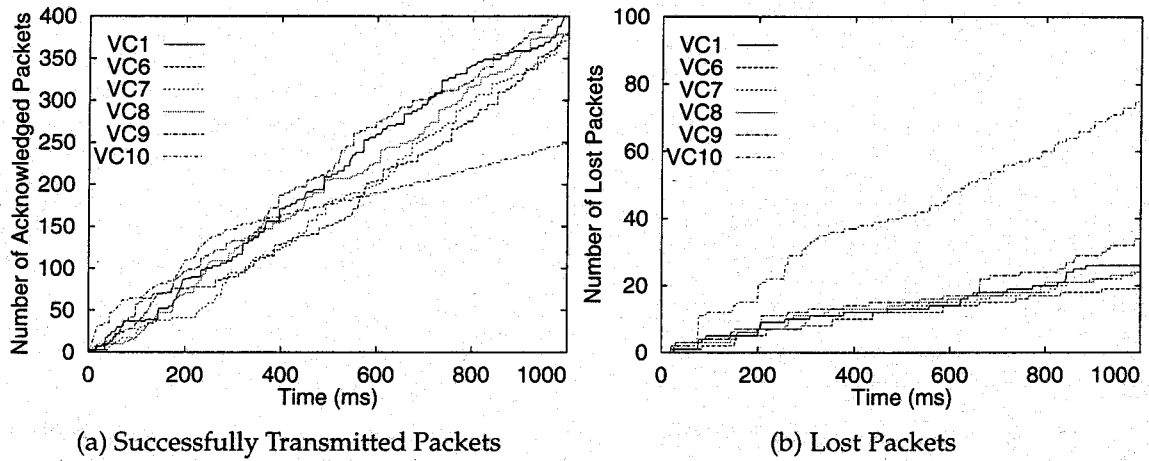 Number of Acknowledged Packets
400
350
300
250
200
150
100
50
0
VC1
VC6
VC7
VC8
VC9
VC10
0 200 400 600 800 1000
Time (ms)
(a) Successfully Transmitted Packets
Number of Lost Packets
100
80
60
40
20
0
VC1
VC6
VC7
VC8
VC9
VC10
0 200 400 600 800 1000
Time (ms)
(b) Lost Packets